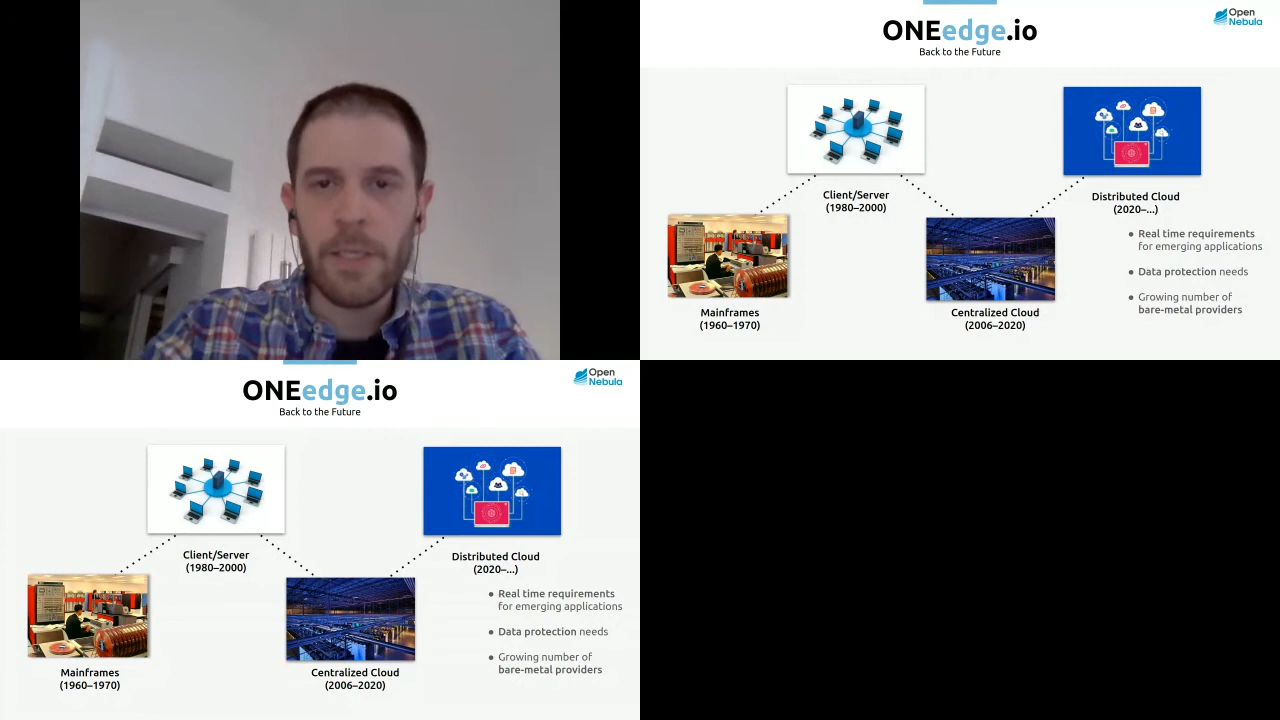 ONEedge.io
Back to the Future
Open
Nebula
Client/Server
(1980–2000)
Distributed Cloud
(2020–...)
● Real time requirements
for emerging applications
● Data protection needs
● Growing number of
bare-metal providers
Mainframes
(1960–1970)
Centralized Cloud
(2006–2020)
ONEedge.io
Back to the Future
Open
Nebula
Client/Server
(1980–2000)
Distributed Cloud
(2020–...)
● Real time requirements
for emerging applications
● Data protection needs
● Growing number of
bare-metal providers
Mainframes
(1960–1970)
Centralized Cloud
(2006–2020)